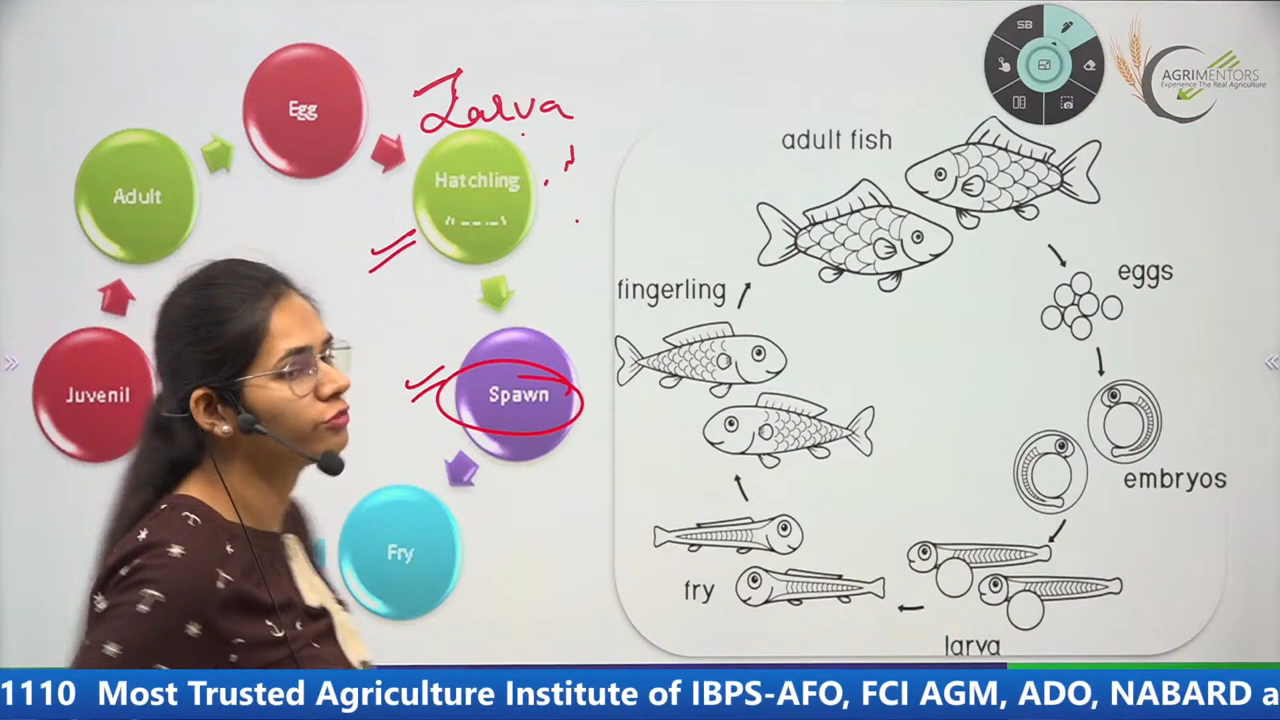 SB
AGRIMENTORS
Experience The Real Agriculture
Egg
Larva
Hatchling
Adult
Spawn
Juvenil
Fry
adult fish
eggs
fingerling
embryos
fry
larva
1110 Most Trusted Agriculture Institute of IBPS-AFO, FCI AGM, ADO, NABARD a